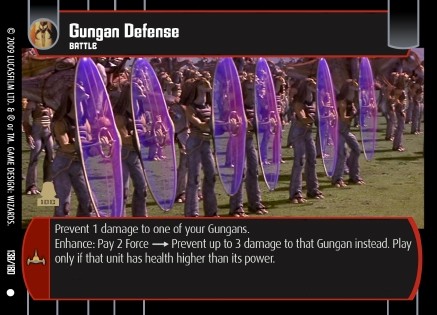 Gungan Defense
BATTLE
© 2009 LUCASFILM LTD. & ® or TM. GAME DESIGN: WIZARDS.
Prevent 1 damage to one of your Gungans.
Enhance: Pay 2 Force → Prevent up to 3 damage to that Gungan instead. Play
only if that unit has health higher than its power.